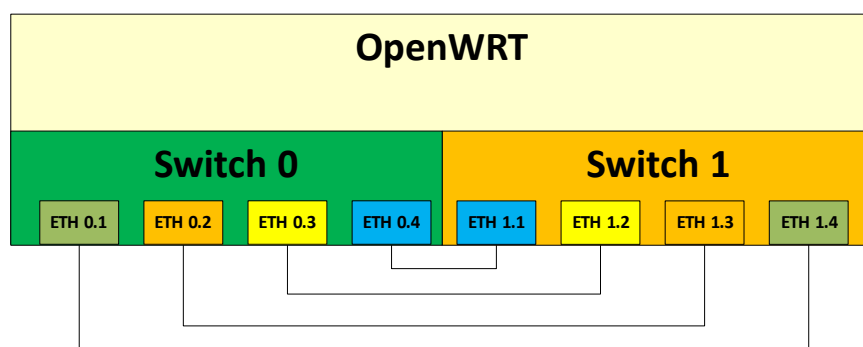 OpenWRT
Switch 0
Switch 1
ETH 0.1
ETH 0.2
ETH 0.3
ETH 0.4
ETH 1.1
ETH 1.2
ETH 1.3
ETH 1.4